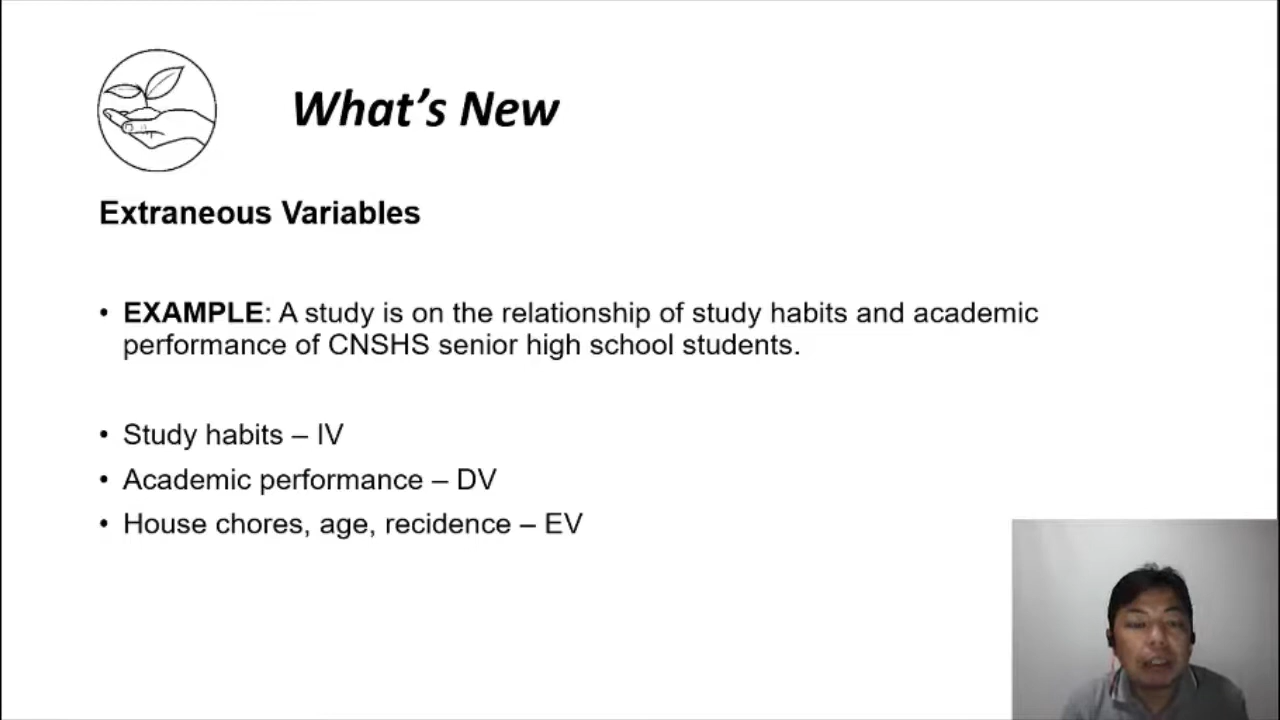 What's New
Extraneous Variables
• EXAMPLE: A study is on the relationship of study habits and academic
performance of CNSHS senior high school students.
• Study habits – IV
• Academic performance – DV
• House chores, age, recidence – EV